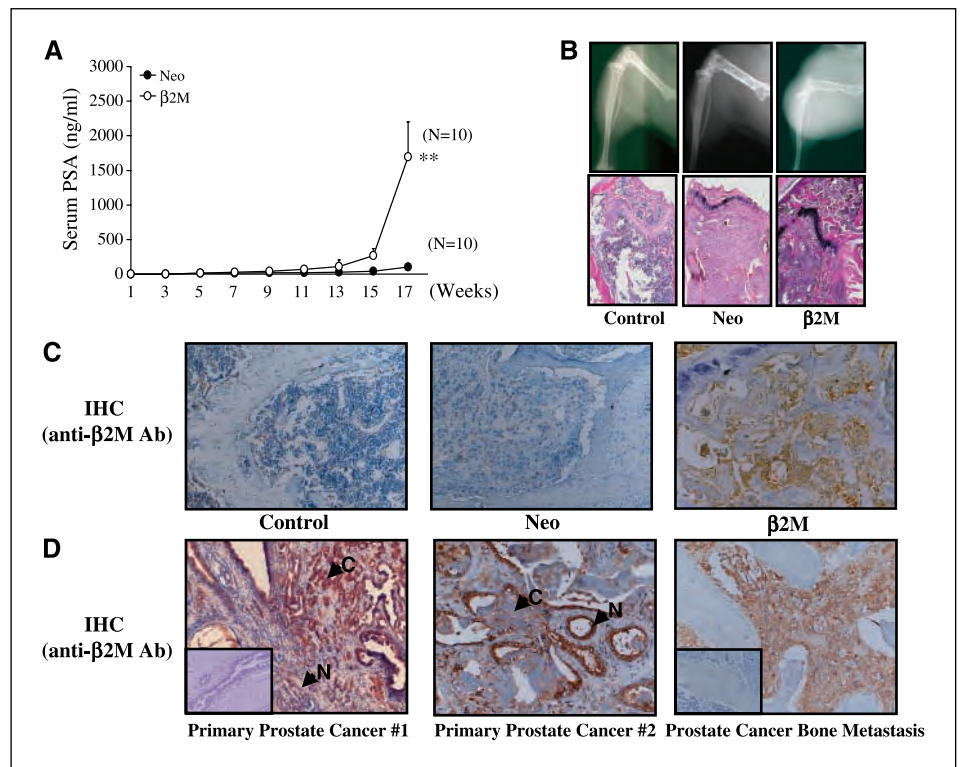 A
Serum PSA (ng/ml)
3000
2500
2000
1500
1000
500
0
Neo
β2M
(N=10)
**
(N=10)
1 3 5 7 9 11 13 15 17 (Weeks)
B
Control Neo β2M
C
IHC
(anti-β2M Ab)
Control Neo β2M
D
IHC
(anti-β2M Ab)
C
N
C
N
Primary Prostate Cancer #1 Primary Prostate Cancer #2 Prostate Cancer Bone Metastasis